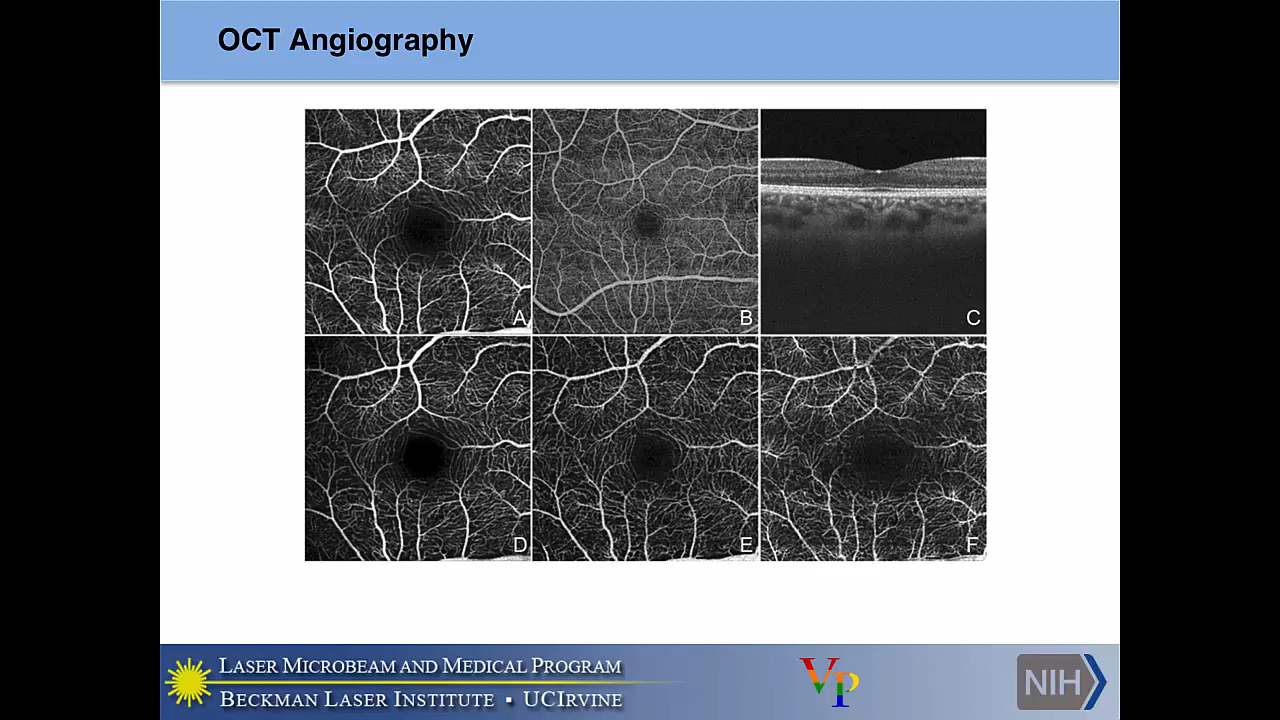 OCT Angiography
A
B
C
D
E
F
LASER MICROBEAM AND MEDICAL PROGRAM
BECKMAN LASER INSTITUTE ▪ UCIRVINE
VP
NIH